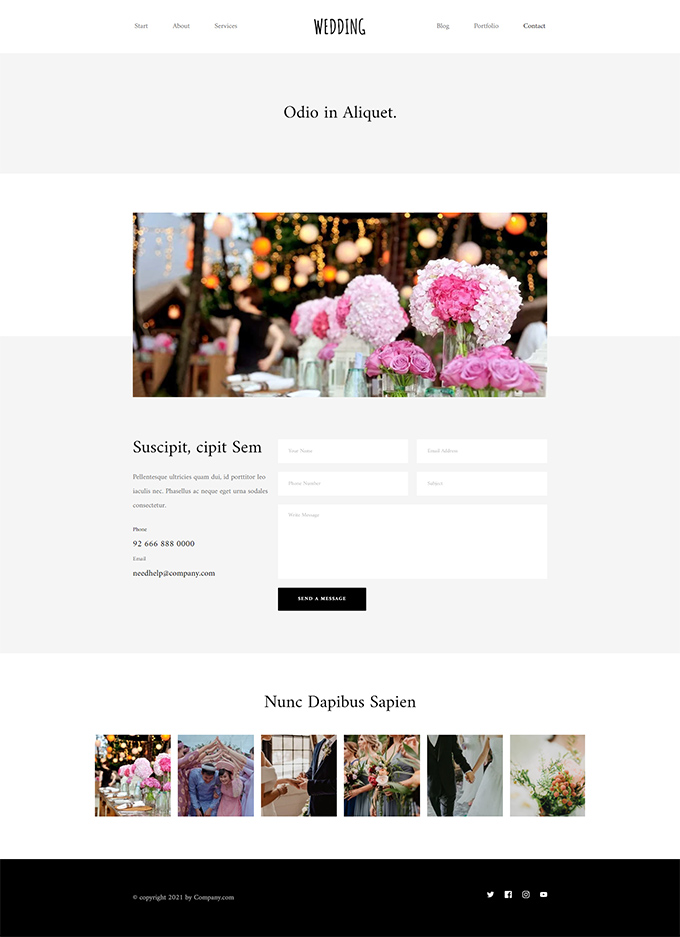 Start
About
Services
WEDDING
Blog
Portfolio
Contact
Odio in Aliquet.
Suscipit, cipit Sem
Pellentesque ultricies quam dui, id porttitor leo
iaculis nec. Phasellus ac neque eget urna sodales
consectetur.
Phone
92 666 888 0000
Email
needhelp@company.com
Your Name
Email Address
Phone Number
Subject
Write Message
SEND A MESSAGE
Nunc Dapibus Sapien
© copyright 2021 by Company.com